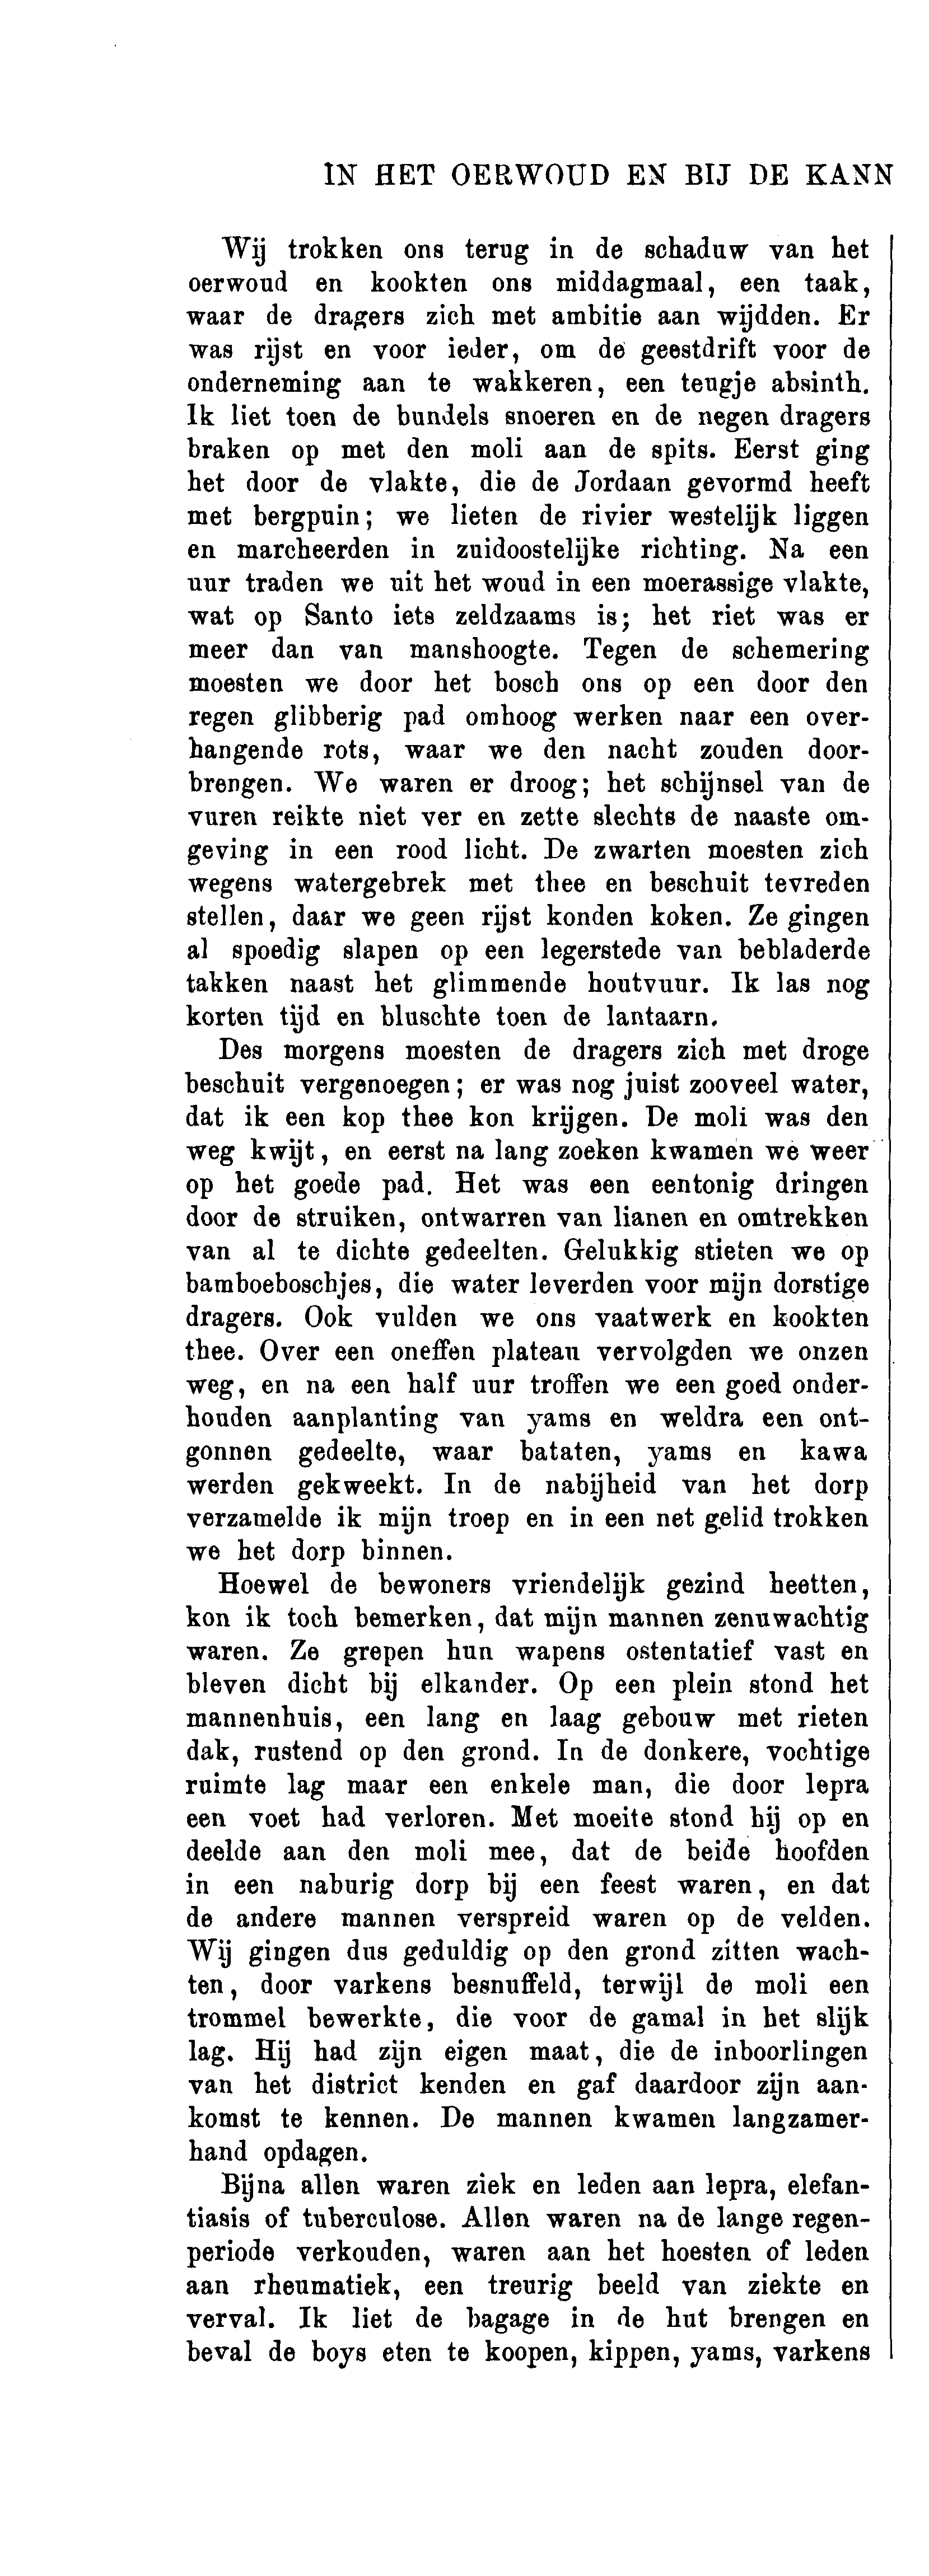 IN HET OERWOUD EN BIJ DE KANN
Wij trokken ons terug in de schaduw van het
oerwoud en kookten ons middagmaal, een taak,
waar de dragers zich met ambitie aan wijdden. Er
was rijst en voor ieder, om de geestdrift voor de
onderneming aan te wakkeren, een teugje absinth.
Ik liet toen de bundels snoeren en de negen dragers
braken op met den moli aan de spits. Eerst ging
het door de vlakte, die de Jordaan gevormd heeft
met bergpuin; we lieten de rivier westelijk liggen
en marcheerden in zuidoostelijke richting. Na een
uur traden we uit het woud in een moerassige vlakte,
wat op Santo iets zeldzaams is; het riet was er
meer dan van manshoogte. Tegen de schemering
moesten we door het bosch ons op een door den
regen glibberig pad omhoog werken naar een over-
hangende rots, waar we den nacht zouden door-
brengen. We waren er droog; het schijnsel van de
vuren reikte niet ver en zette slechts de naaste om-
geving in een rood licht. De zwarten moesten zich
wegens watergebrek met thee en beschuit tevreden
stellen, daar we geen rijst konden koken. Ze gingen
al spoedig slapen op een legerstede van bebladerde
takken naast het glimmende houtvuur. Ik las nog
korten tijd en bluschte toen de lantaarn.
Des morgens moesten de dragers zich met droge
beschuit vergenoegen; er was nog juist zooveel water,
dat ik een kop thee kon krijgen. De moli was den
weg kwijt, en eerst na lang zoeken kwamen we weer
op het goede pad. Het was een eentonig dringen
door de struiken, ontwarren van lianen en omtrekken
van al te dichte gedeelten. Gelukkig stieten we op
bamboeboschjes, die water leverden voor mijn dorstige
dragers. Ook vulden we ons vaatwerk en kookten
thee. Over een oneffen plateau vervolgden we onzen
weg, en na een half uur troffen we een goed onder-
houden aanplanting van yams en weldra een ont-
gonnen gedeelte, waar bataten, yams en kawa
werden gekweekt. In de nabijheid van het dorp
verzamelde ik mijn troep en in een net gelid trokken
we het dorp binnen.
Hoewel de bewoners vriendelijk gezind heetten,
kon ik toch bemerken, dat mijn mannen zenuwachtig
waren. Ze grepen hun wapens ostentatief vast en
bleven dicht bij elkander. Op een plein stond het
mannenhuis, een lang en laag gebouw met rieten
dak, rustend op den grond. In de donkere, vochtige
ruimte lag maar een enkele man, die door lepra
een voet had verloren. Met moeite stond hij op en
deelde aan den moli mee, dat de beide hoofden
in een naburig dorp bij een feest waren, en dat
de andere mannen verspreid waren op de velden.
Wij gingen dus geduldig op den grond zitten wach-
ten, door varkens besnuffeld, terwijl de moli een
trommel bewerkte, die voor de gamal in het slijk
lag. Hij had zijn eigen maat, die de inboorlingen
van het district kenden en gaf daardoor zijn aan-
komst te kennen. De mannen kwamen langzamer-
hand opdagen.
Bijna allen waren ziek en leden aan lepra, elefan-
tiasis of tuberculose. Allen waren na de lange regen-
periode verkouden, waren aan het hoesten of leden
aan rheumatiek, een treurig beeld van ziekte en
verval. Ik liet de bagage in de hut brengen en
beval de boys eten te koopen, kippen, yams, varkens